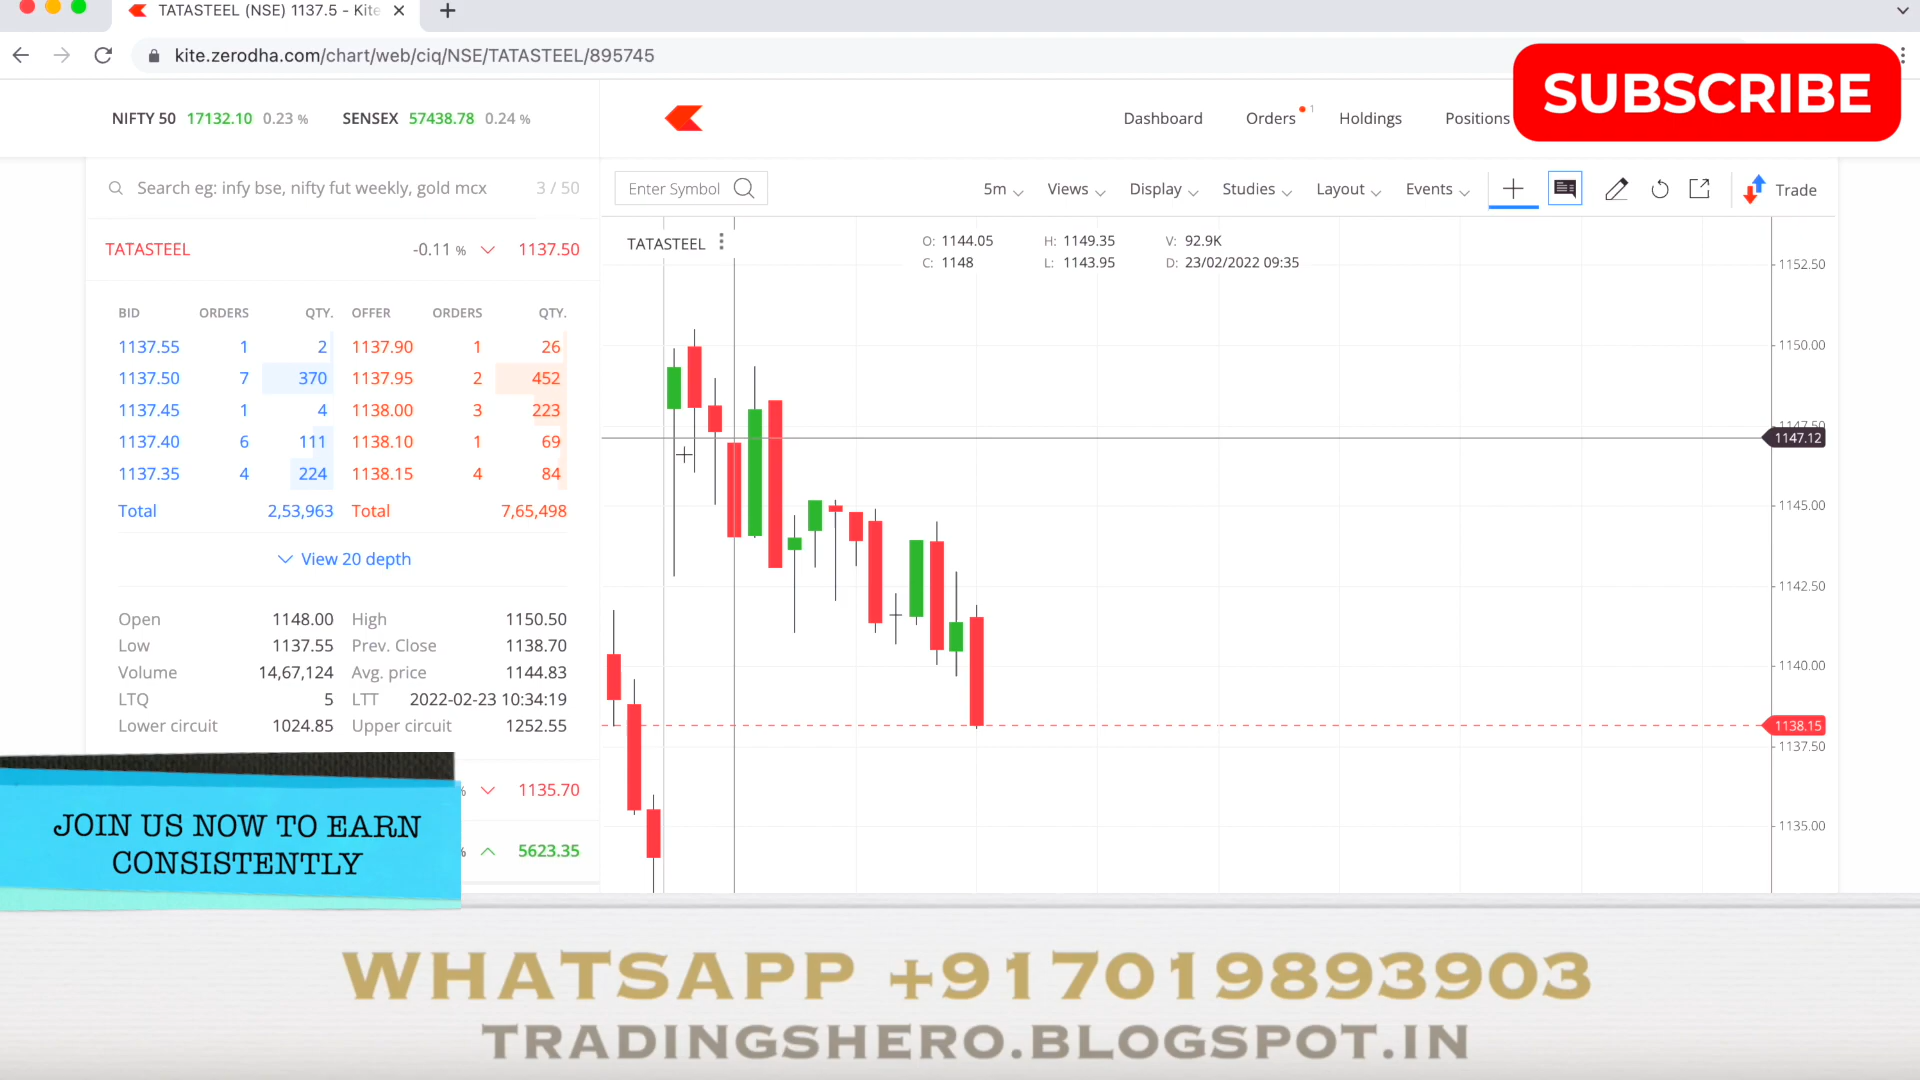 TATASTEEL (NSE) 1137.5 - Kite
kite.zerodha.com/chart/web/ciq/NSE/TATASTEEL/895745
SUBSCRIBE
NIFTY 50 17132.10 0.23 % SENSEX 57438.78 0.24 %
Dashboard Orders 1 Holdings Positions
Search eg: infy bse, nifty fut weekly, gold mcx 3 / 50
Enter Symbol 5m Views Display Studies Layout Events Trade
TATASTEEL -0.11 % 1137.50
TATASTEEL
O: 1144.05 H: 1149.35 V: 92.9K
C: 1148 L: 1143.95 D: 23/02/2022 09:35
BID ORDERS QTY. OFFER ORDERS QTY.
1137.55 1 2 1137.90 1 26
1137.50 7 370 1137.95 2 452
1137.45 1 4 1138.00 3 223
1137.40 6 111 1138.10 1 69
1137.35 4 224 1138.15 4 84
Total 2,53,963 Total 7,65,498
View 20 depth
Open 1148.00 High 1150.50
Low 1137.55 Prev. Close 1138.70
Volume 14,67,124 Avg. price 1144.83
LTQ 5 LTT 2022-02-23 10:34:19
Lower circuit 1024.85 Upper circuit 1252.55
% 1135.70
% 5623.35
1152.50
1150.00
1147.50
1147.12
1145.00
1142.50
1140.00
1138.15
1137.50
1135.00
JOIN US NOW TO EARN
CONSISTENTLY
WHATSAPP +917019893903
TRADINGSHERO.BLOGSPOT.IN